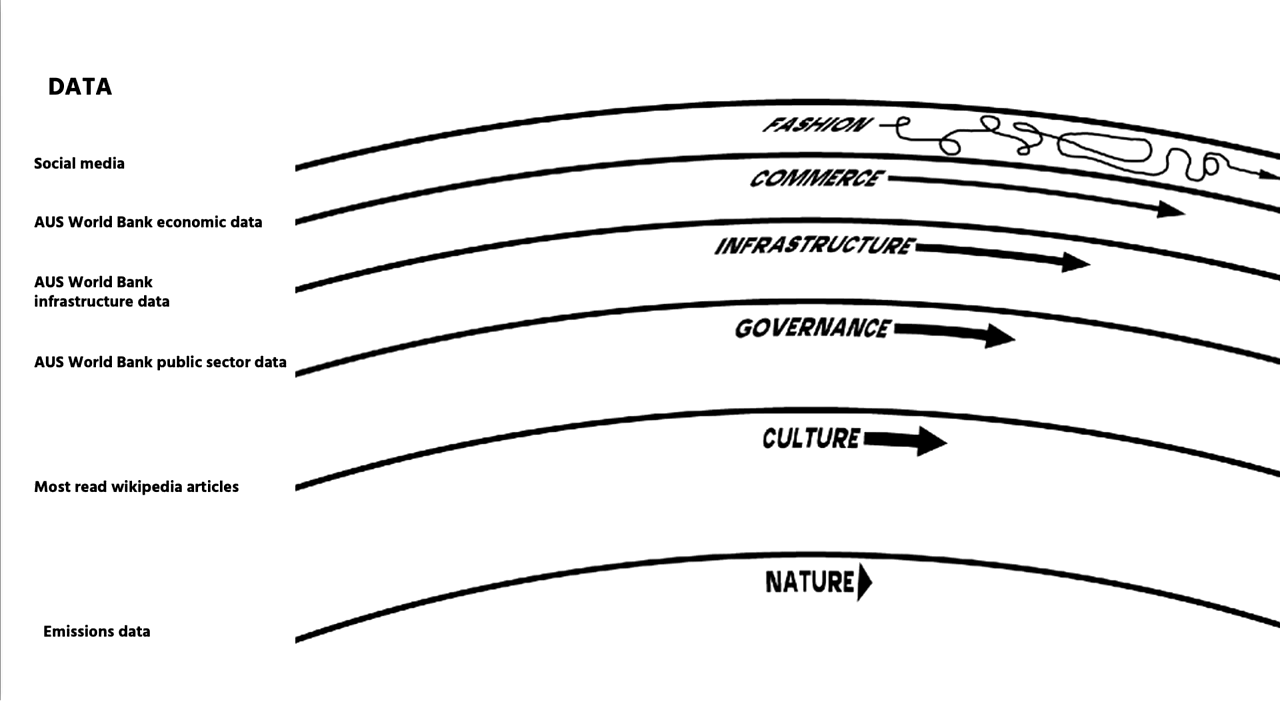 DATA
FASHION
Social media
COMMERCE
AUS World Bank economic data
INFRASTRUCTURE
AUS World Bank
infrastructure data
GOVERNANCE
AUS World Bank public sector data
CULTURE
Most read wikipedia articles
NATURE
Emissions data